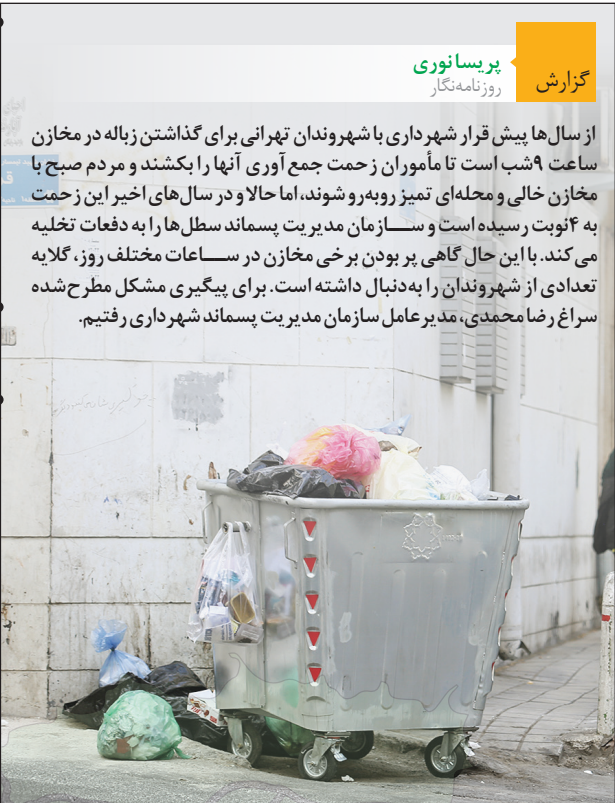 گزارش
پریسا نوری
روزنامه‌نگار
از سال‌ها پیش قرار شهرداری با شهروندان تهرانی برای گذاشتن زباله در مخازن
ساعت ۹شب است تا مأموران زحمت جمع‌آوری آنها را بکشند و مردم صبح با
مخازن خالی و محله‌ای تمیز روبه‌رو شوند، اما حالا و در سال‌های اخیر این زحمت
به ۴نوبت رسیده است و سازمان مدیریت پسماند سطل‌ها را به دفعات تخلیه
می‌کند. با این حال گاهی پر بودن برخی مخازن در ساعات مختلف روز، گلایه
تعدادی از شهروندان را به‌دنبال داشته است. برای پیگیری مشکل مطرح‌شده
سراغ رضا محمدی، مدیرعامل سازمان مدیریت پسماند شهرداری رفتیم.